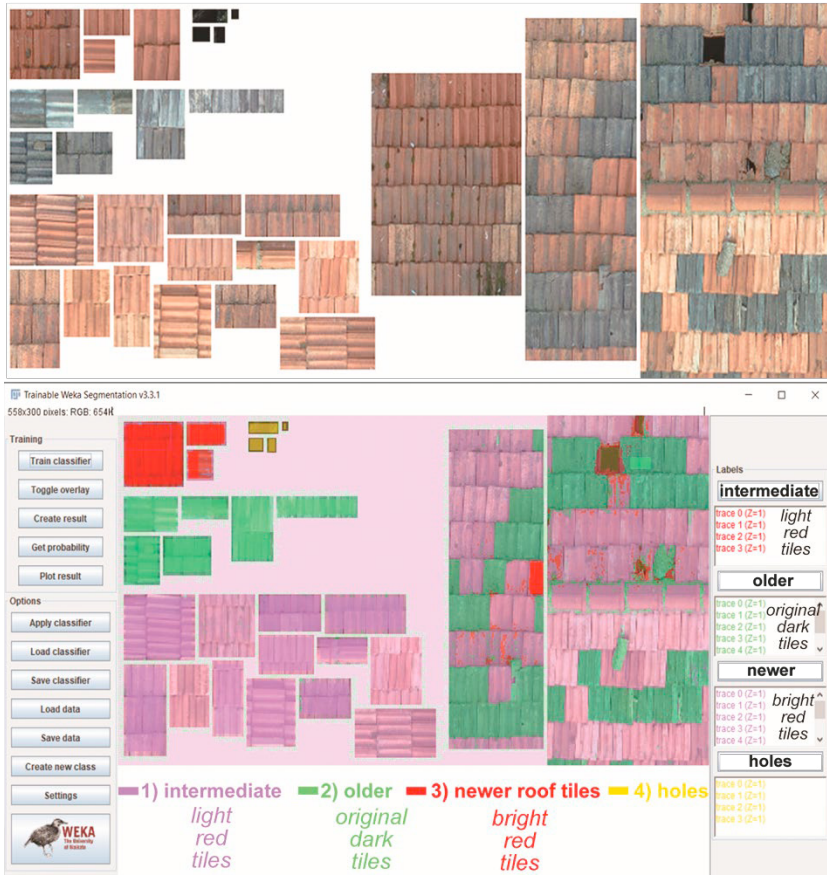 Trainable Weka Segmentation v3.3.1
558x300 pixels: RGB: 654K
Training
Train classifier
Toggle overlay
Create result
Get probability
Plot result
Options
Apply classifier
Load classifier
Save classifier
Load data
Save data
Create new class
Settings
WEKA
The University
of Waikato
Labels
intermediate
trace 0 (Z=1)
trace 1 (Z=1)
trace 2 (Z=1)
trace 3 (Z=1)
light
red
tiles
older
trace 0 (Z=1)
trace 1 (Z=1)
trace 2 (Z=1)
trace 3 (Z=1)
trace 4 (Z=1)
original
dark
tiles
newer
trace 0 (Z=1)
trace 1 (Z=1)
trace 2 (Z=1)
trace 3 (Z=1)
trace 4 (Z=1)
bright
red
tiles
holes
trace 0 (Z=1)
trace 1 (Z=1)
trace 2 (Z=1)
trace 3 (Z=1)
1) intermediate
light
red
tiles
2) older
original
dark
tiles
3) newer roof tiles
bright
red
tiles
4) holes